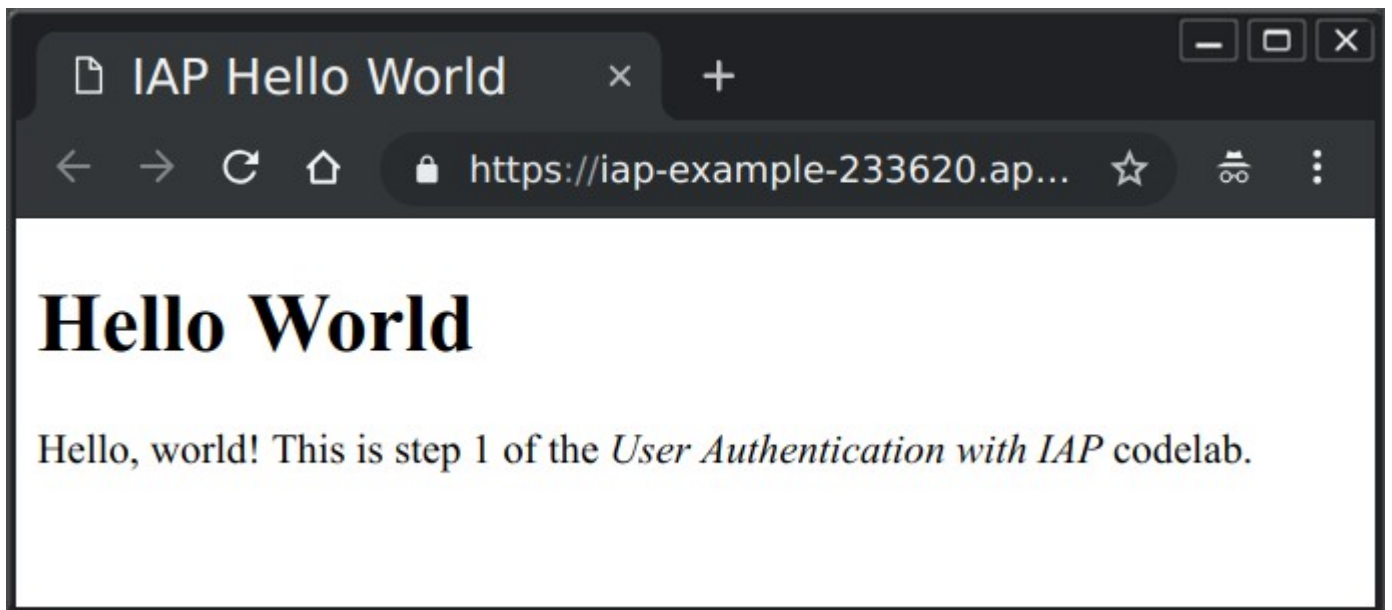 IAP Hello World
https://iap-example-233620.ap...
Hello World
Hello, world! This is step 1 of the User Authentication with IAP codelab.